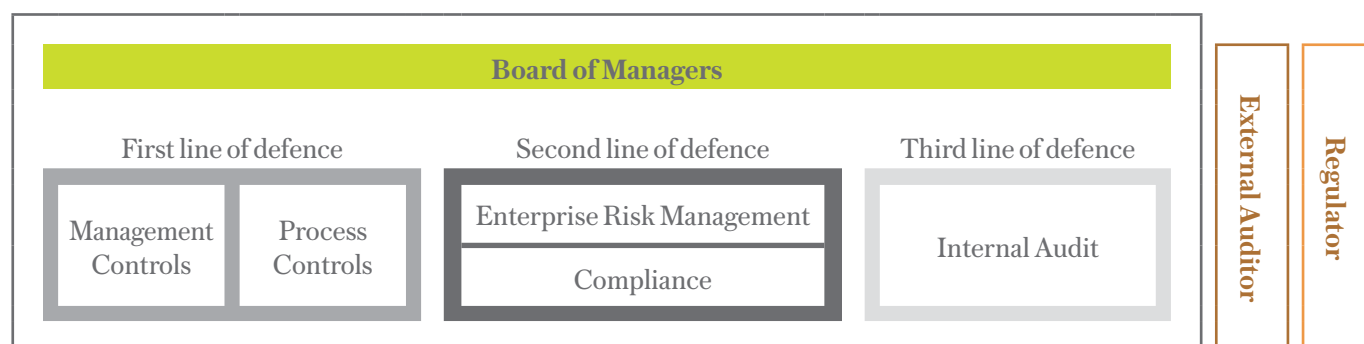 Board of Managers
First line of defence
Second line of defence
Third line of defence
Management
Controls
Process
Controls
Enterprise Risk Management
Compliance
Internal Audit
External Auditor
Regulator